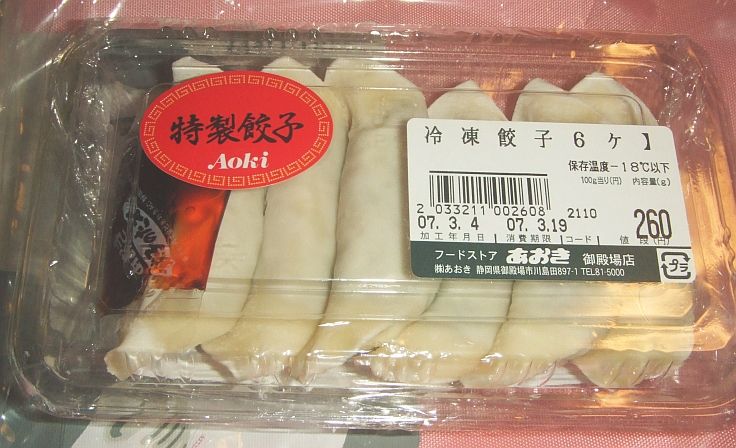 特製餃子
Aoki
冷凍餃子6ヶ】
保存温度-18℃以下
100g当り(円) 内容量(g)
2 033211 002608 2110
07.3.4 07.3.19 260
加工年月日 消費期限 コード 値段(円)
フードストア あおき 御殿場店
㈱あおき 静岡県御殿場市川島田897-1 TEL81-5000
プラ